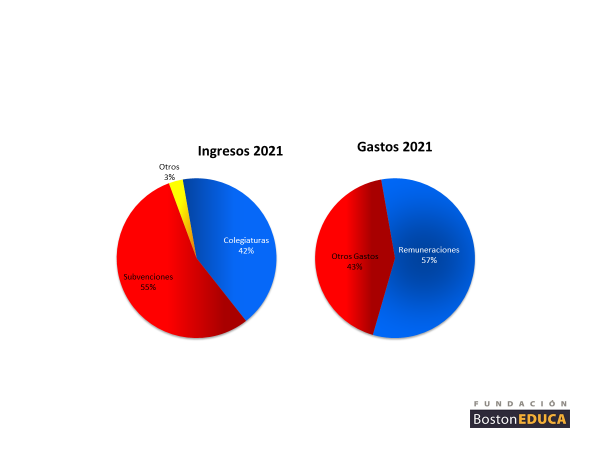 Ingresos 2021
Otros
3%
Colegiaturas
42%
Subvenciones
55%
Gastos 2021
Otros Gastos
43%
Remuneraciones
57%
FUNDACIÓN
BostonEDUCA